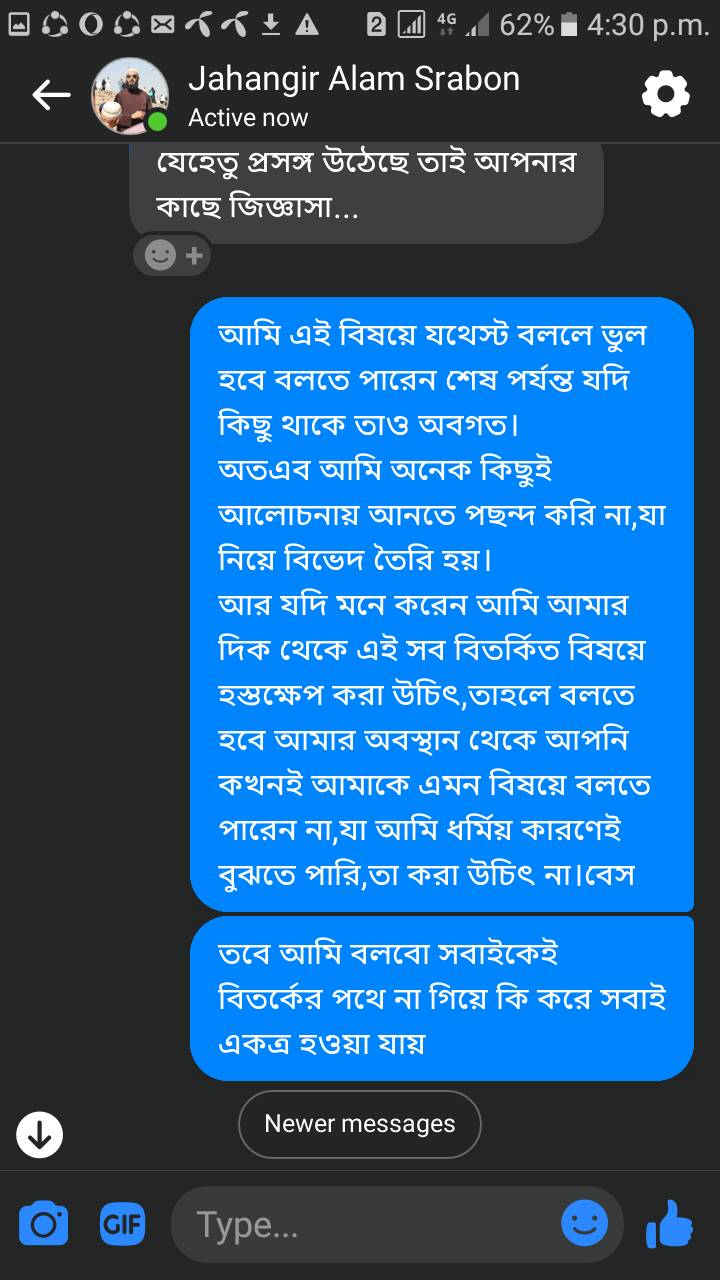 2 4G 62% 4:30 p.m.
Jahangir Alam Srabon
Active now
যেহেতু প্রসঙ্গ উঠেছে তাই আপনার
কাছে জিজ্ঞাসা...
আমি এই বিষয়ে যথেস্ট বললে ভুল
হবে বলতে পারেন শেষ পর্যন্ত যদি
কিছু থাকে তাও অবগত।
অতএব আমি অনেক কিছুই
আলোচনায় আনতে পছন্দ করি না,যা
নিয়ে বিভেদ তৈরি হয়।
আর যদি মনে করেন আমি আমার
দিক থেকে এই সব বিতর্কিত বিষয়ে
হস্তক্ষেপ করা উচিৎ,তাহলে বলতে
হবে আমার অবস্থান থেকে আপনি
কখনই আমাকে এমন বিষয়ে বলতে
পারেন না,যা আমি ধর্মিয় কারণেই
বুঝতে পারি,তা করা উচিৎ না।বেস
তবে আমি বলবো সবাইকেই
বিতর্কের পথে না গিয়ে কি করে সবাই
একত্র হওয়া যায়
Newer messages
GIF Type...